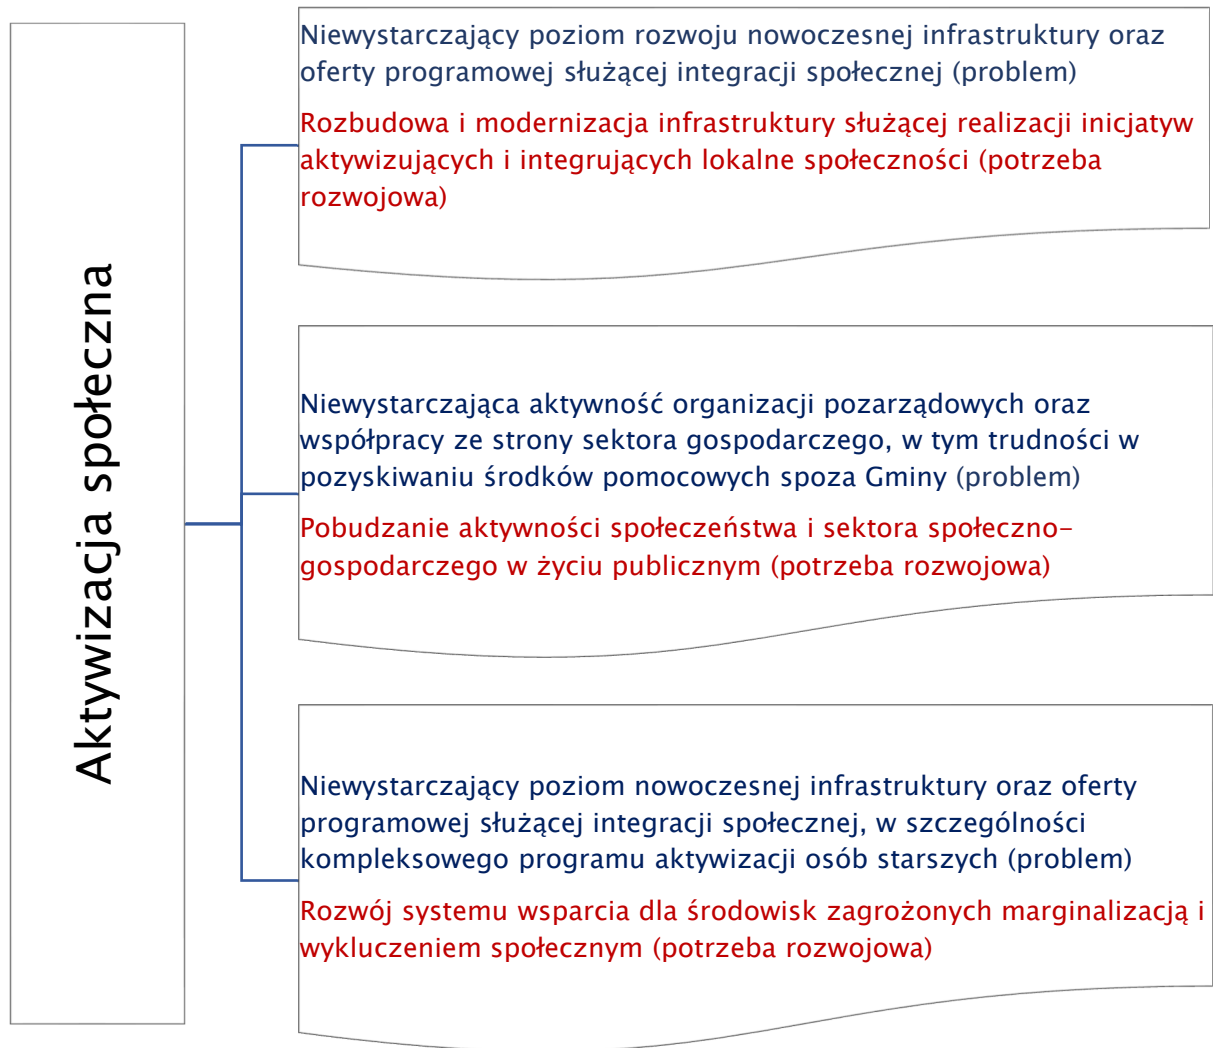 Aktywizacja społeczna
Niewystarczający poziom rozwoju nowoczesnej infrastruktury oraz
oferty programowej służącej integracji społecznej (problem)
Rozbudowa i modernizacja infrastruktury służącej realizacji inicjatyw
aktywizujących i integrujących lokalne społeczności (potrzeba
rozwojowa)
Niewystarczająca aktywność organizacji pozarządowych oraz
współpracy ze strony sektora gospodarczego, w tym trudności w
pozyskiwaniu środków pomocowych spoza Gminy (problem)
Pobudzanie aktywności społeczeństwa i sektora społeczno-
gospodarczego w życiu publicznym (potrzeba rozwojowa)
Niewystarczający poziom nowoczesnej infrastruktury oraz oferty
programowej służącej integracji społecznej, w szczególności
kompleksowego programu aktywizacji osób starszych (problem)
Rozwój systemu wsparcia dla środowisk zagrożonych marginalizacją i
wykluczeniem społecznym (potrzeba rozwojowa)